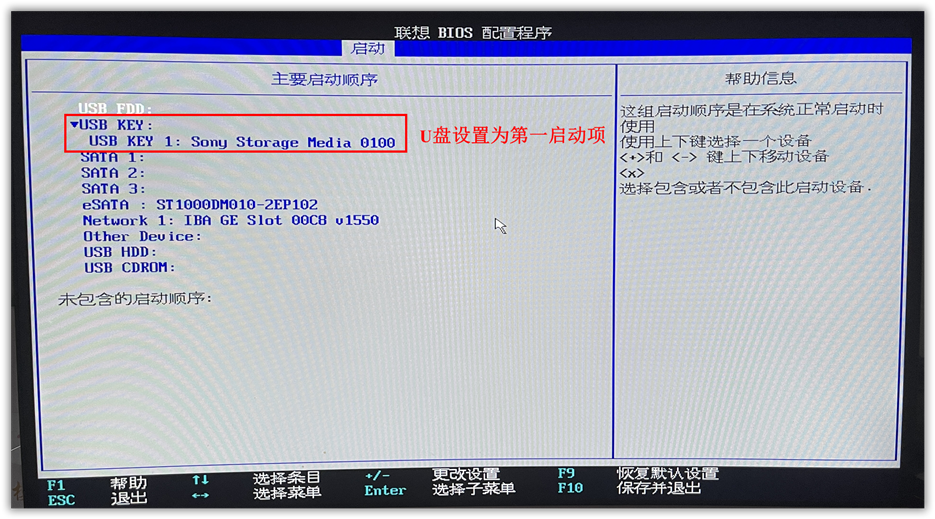 联想 BIOS 配置程序
启动
主要启动顺序
帮助信息
USB FDD:
▼USB KEY:
USB KEY 1: Sony Storage Media 0100
U盘设置为第一启动项
SATA 1:
SATA 2:
SATA 3:
eSATA : ST1000DM010-2EP102
Network 1: IBA GE Slot 00C8 v1550
Other Device:
USB HDD:
USB CDROM:
未包含的启动顺序:
这组启动顺序是在系统正常启动时
使用
使用上下键选择一个设备
<+>和 <-> 键上下移动设备
<x>
选择包含或者不包含此启动设备.
F1 帮助 ↑↓ 选择条目 +/- 更改设置 F9 恢复默认设置
ESC 退出 ←→ 选择菜单 Enter 选择子菜单 F10 保存并退出